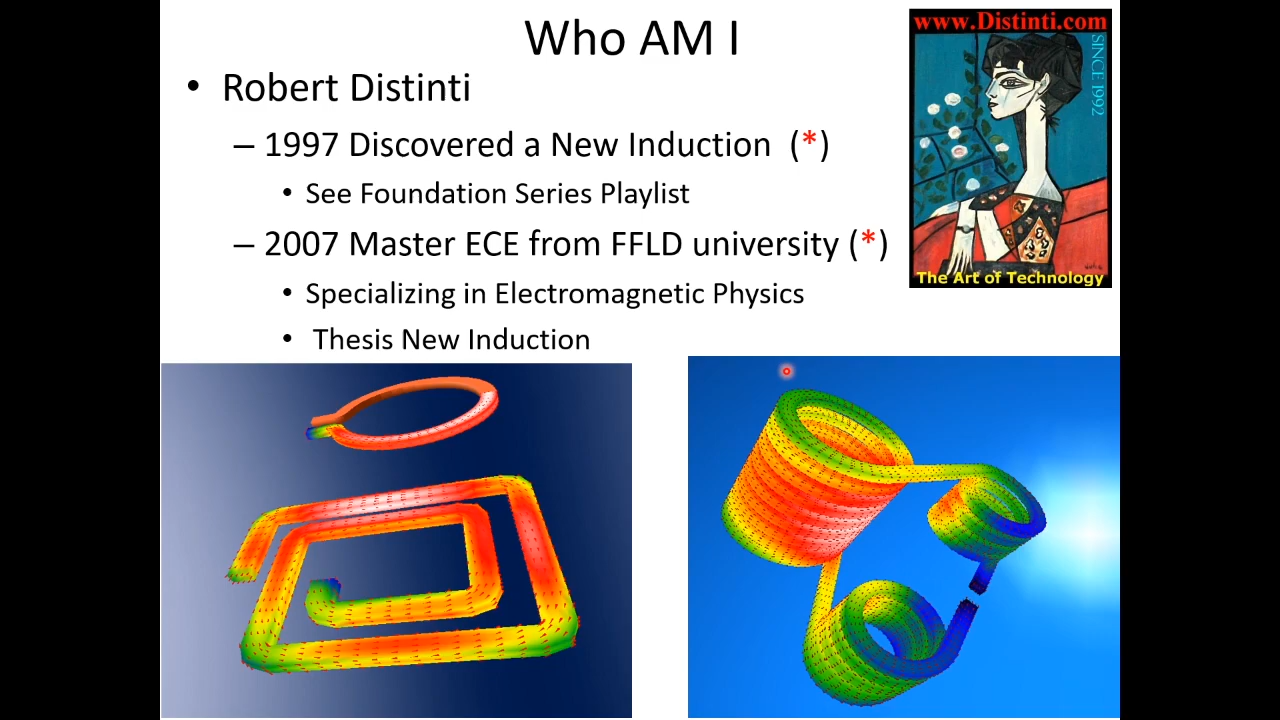 Who AM I
www.Distinti.com
SINCE 1992
• Robert Distinti
– 1997 Discovered a New Induction (*)
• See Foundation Series Playlist
– 2007 Master ECE from FFLD university (*)
• Specializing in Electromagnetic Physics
• Thesis New Induction
The Art of Technology